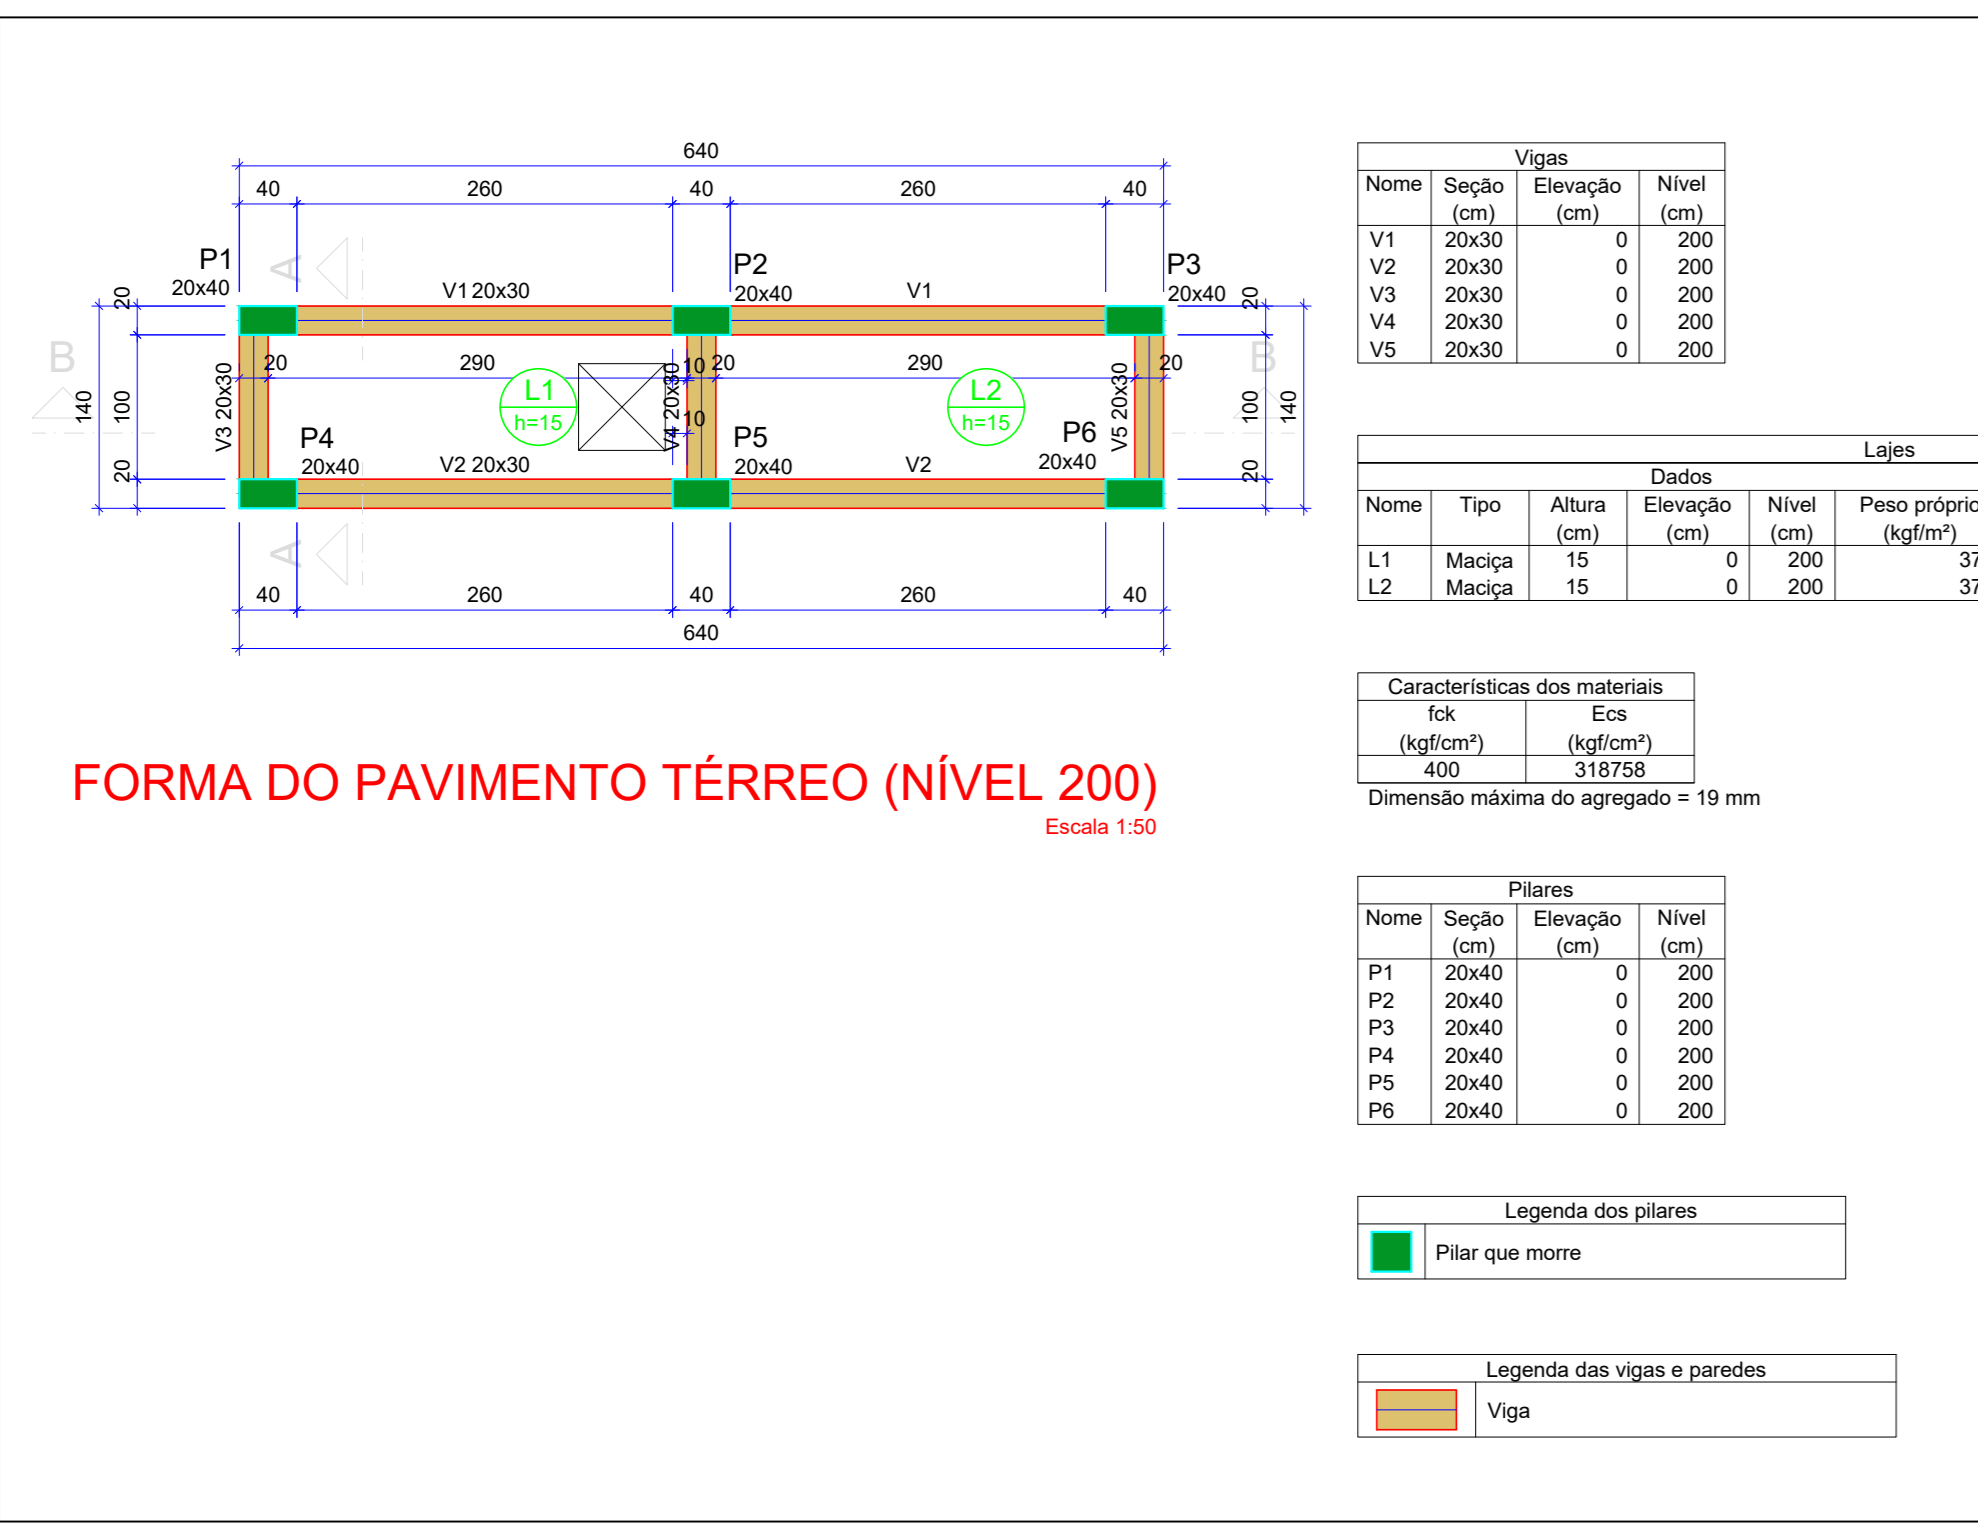 640
40 260 40 260 40
P1
20x40
A
P2
20x40
P3
20x40
V1 20x30
V1
20
20
B
B
20 290 10 20 290 20
L1
h=15
L2
h=15
10
V3 20x30
V4 20x30
V5 20x30
140
100
100
140
P4
20x40
V2 20x30
P5
20x40
V2
P6
20x40
20
20
A
40 260 40 260 40
640
FORMA DO PAVIMENTO TÉRREO (NÍVEL 200)
Escala 1:50
Vigas
Nome Seção Elevação Nível
(cm) (cm) (cm)
V1 20x30 0 200
V2 20x30 0 200
V3 20x30 0 200
V4 20x30 0 200
V5 20x30 0 200
Lajes
Dados
Nome Tipo Altura Elevação Nível Peso próprio
(cm) (cm) (cm) (kgf/m²)
L1 Maciça 15 0 200 37
L2 Maciça 15 0 200 37
Características dos materiais
fck Ecs
(kgf/cm²) (kgf/cm²)
400 318758
Dimensão máxima do agregado = 19 mm
Pilares
Nome Seção Elevação Nível
(cm) (cm) (cm)
P1 20x40 0 200
P2 20x40 0 200
P3 20x40 0 200
P4 20x40 0 200
P5 20x40 0 200
P6 20x40 0 200
Legenda dos pilares
Pilar que morre
Legenda das vigas e paredes
Viga